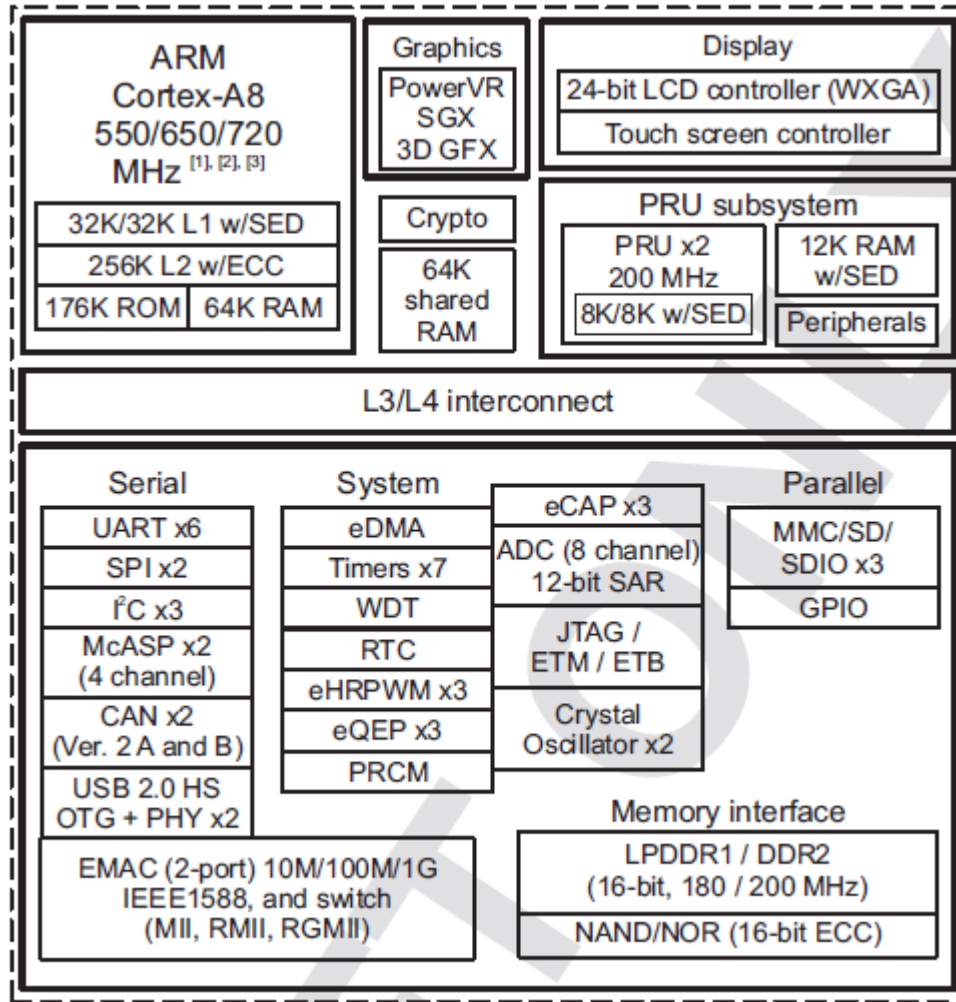 ARM
Cortex-A8
550/650/720
MHz [1], [2], [3]
32K/32K L1 w/SED
256K L2 w/ECC
176K ROM
64K RAM
Graphics
PowerVR
SGX
3D GFX
Crypto
64K
shared
RAM
Display
24-bit LCD controller (WXGA)
Touch screen controller
PRU subsystem
PRU x2
200 MHz
8K/8K w/SED
12K RAM
w/SED
Peripherals
L3/L4 interconnect
Serial
UART x6
SPI x2
I²C x3
McASP x2
(4 channel)
CAN x2
(Ver. 2 A and B)
USB 2.0 HS
OTG + PHY x2
EMAC (2-port) 10M/100M/1G
IEEE1588, and switch
(MII, RMII, RGMII)
System
eDMA
Timers x7
WDT
RTC
eHRPWM x3
eQEP x3
PRCM
eCAP x3
ADC (8 channel)
12-bit SAR
JTAG /
ETM / ETB
Crystal
Oscillator x2
Parallel
MMC/SD/
SDIO x3
GPIO
Memory interface
LPDDR1 / DDR2
(16-bit, 180 / 200 MHz)
NAND/NOR (16-bit ECC)
T ONLY